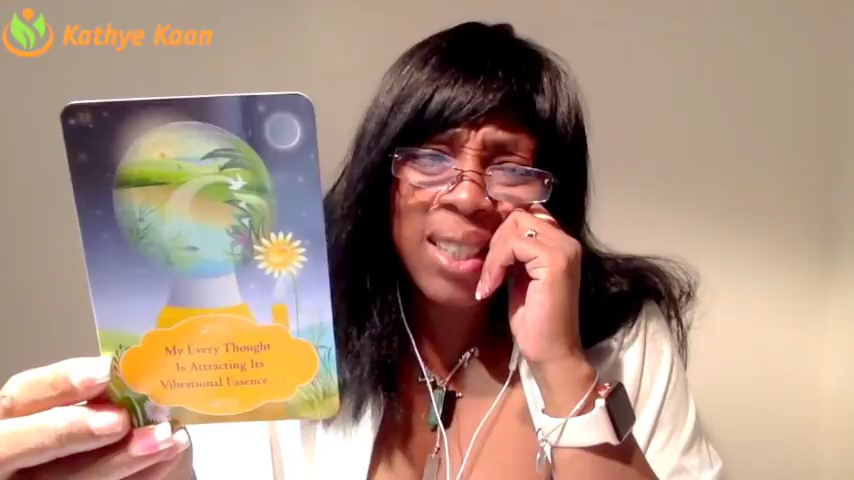 Kathye Kaan
My Every Thought
Is Attracting Its
Vibrational Essence.